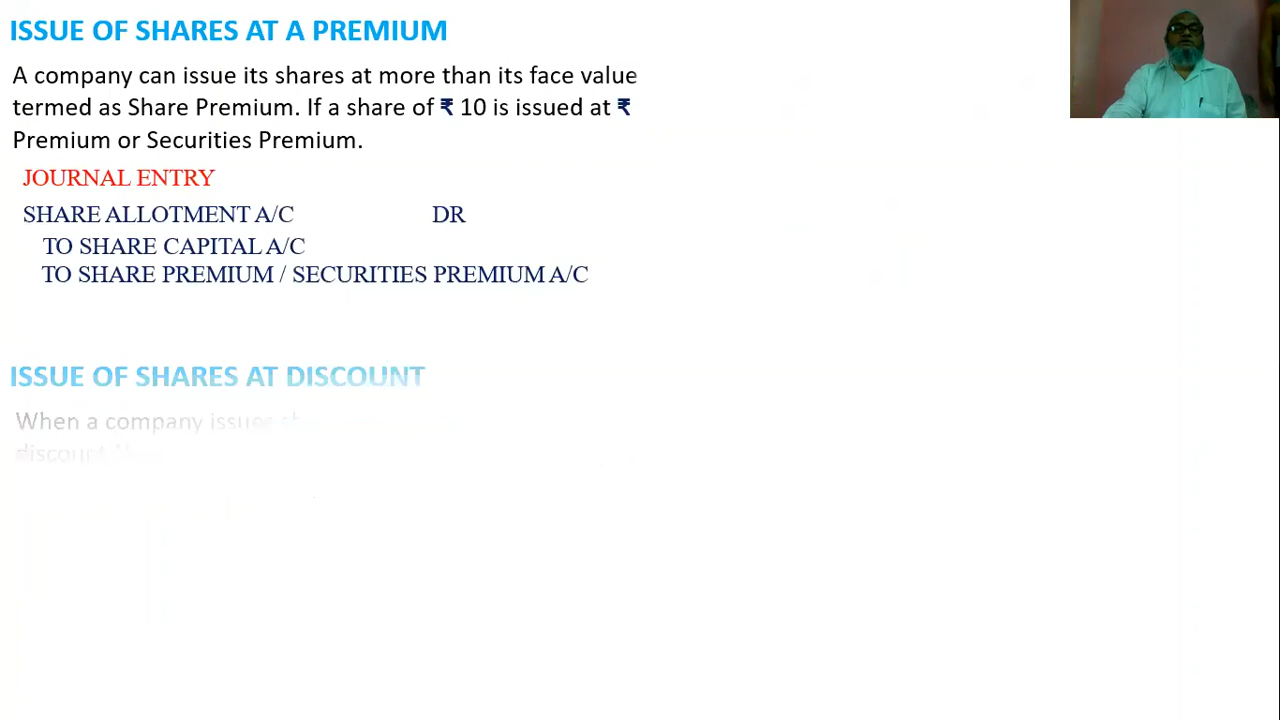 ISSUE OF SHARES AT A PREMIUM
A company can issue its shares at more than its face value
termed as Share Premium. If a share of ₹ 10 is issued at ₹
Premium or Securities Premium.
JOURNAL ENTRY
SHARE ALLOTMENT A/C DR
TO SHARE CAPITAL A/C
TO SHARE PREMIUM / SECURITIES PREMIUM A/C
ISSUE OF SHARES AT DISCOUNT
When a company issues
discount